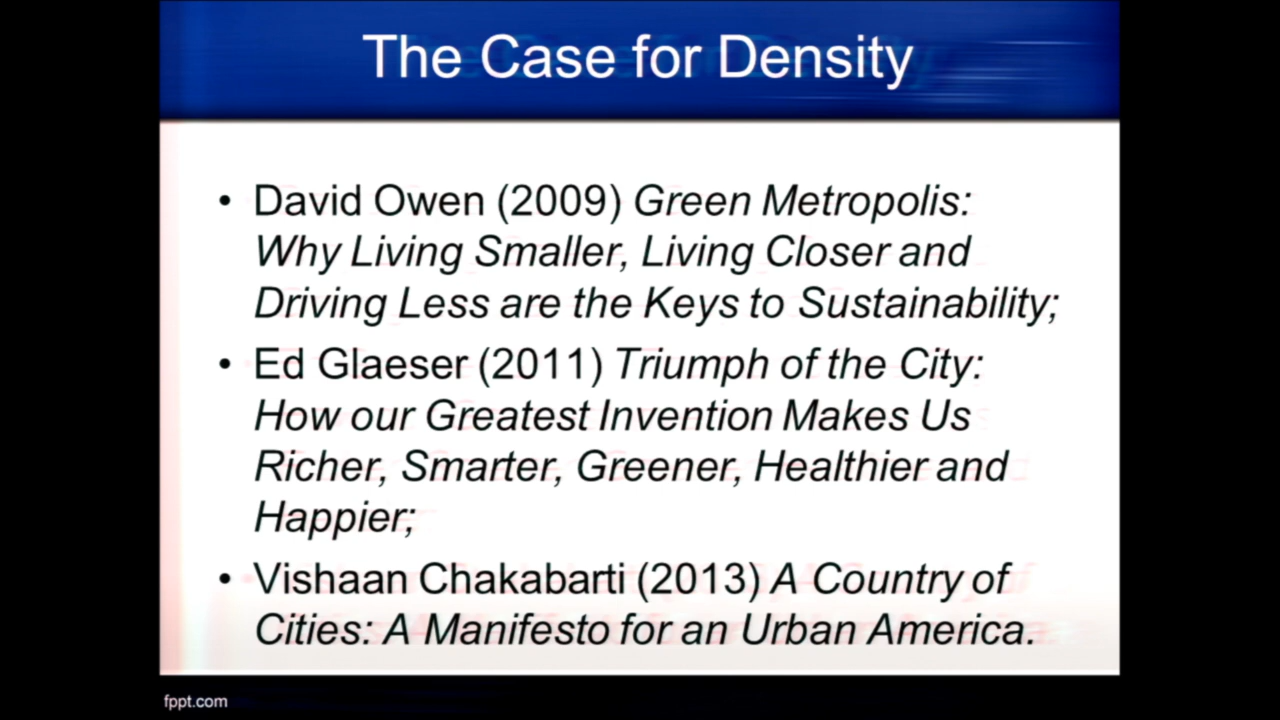 The Case for Density
• David Owen (2009) Green Metropolis:
Why Living Smaller, Living Closer and
Driving Less are the Keys to Sustainability;
• Ed Glaeser (2011) Triumph of the City:
How our Greatest Invention Makes Us
Richer, Smarter, Greener, Healthier and
Happier;
• Vishaan Chakabarti (2013) A Country of
Cities: A Manifesto for an Urban America.
fppt.com